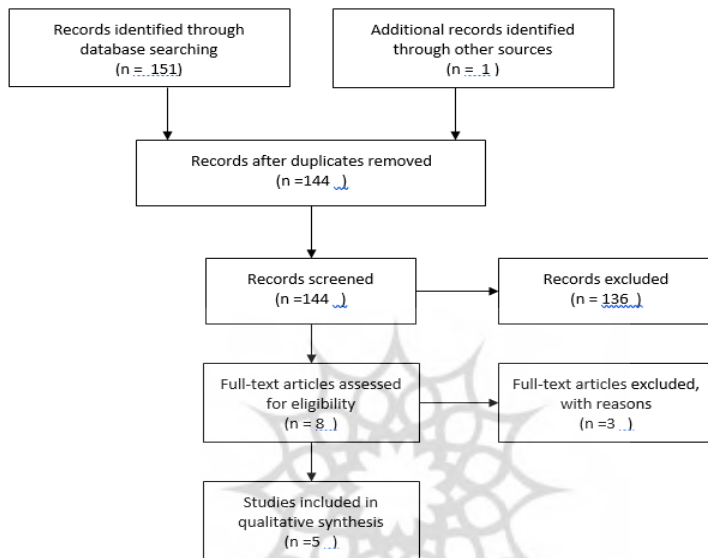 Records identified through
database searching
(n = 151)
Additional records identified
through other sources
(n = 1 )
Records after duplicates removed
(n =144 )
Records screened
(n =144 )
Records excluded
(n = 136 )
Full-text articles assessed
for eligibility
(n = 8 )
Full-text articles excluded,
with reasons
(n =3 )
Studies included in
qualitative synthesis
(n =5 )